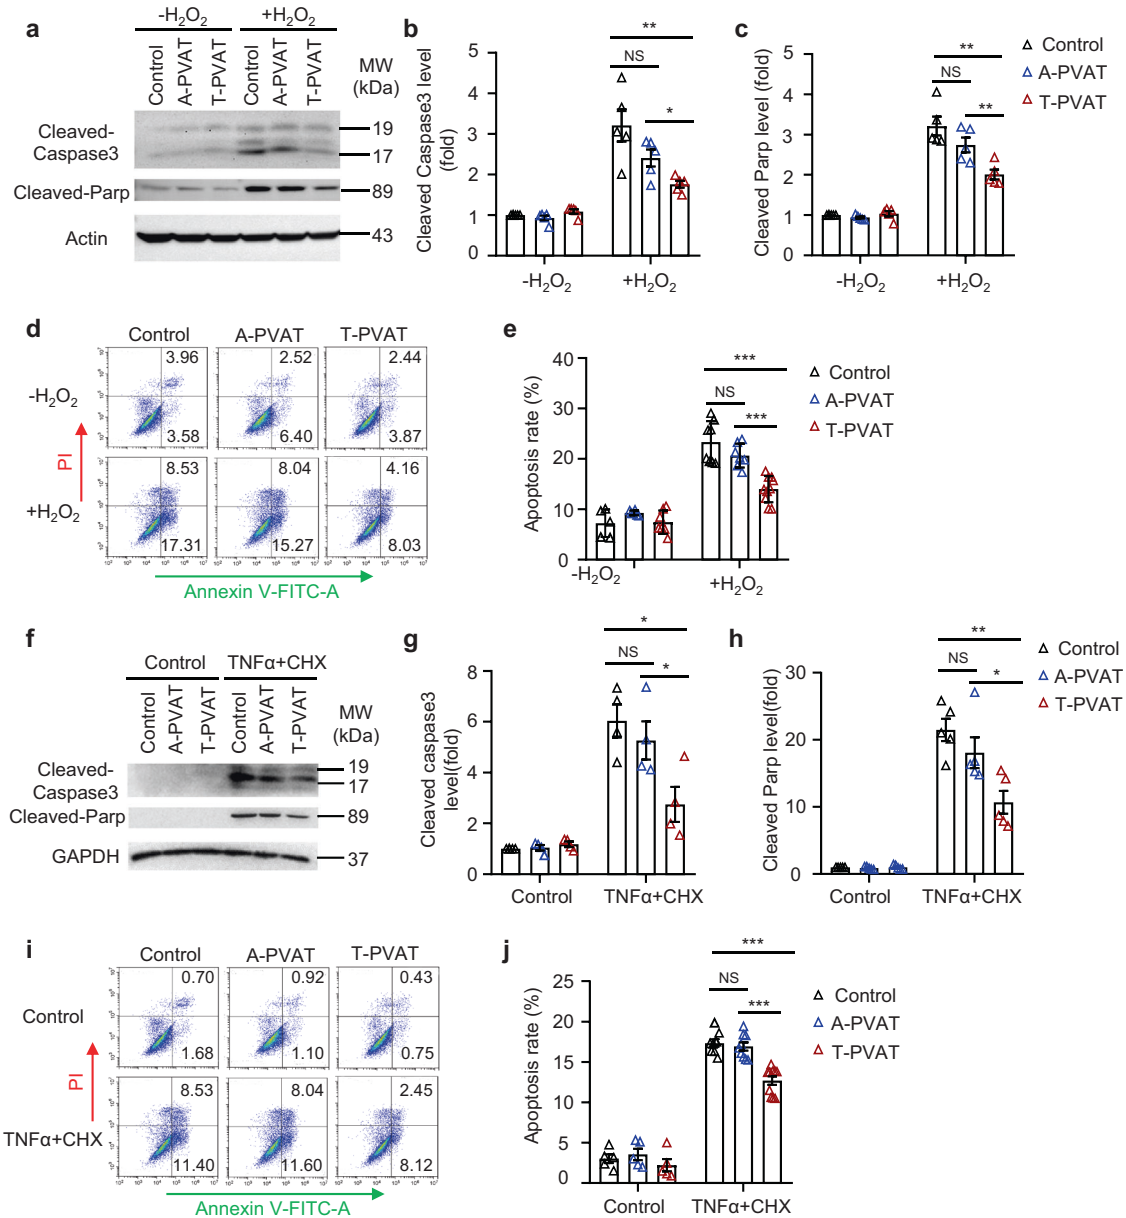 a
-H₂O₂ +H₂O₂
Control A-PVAT T-PVAT Control A-PVAT T-PVAT
MW
(kDa)
Cleaved-
Caspase3
19
17
Cleaved-Parp
89
Actin
43
b
Cleaved Caspase3 level
(fold)
5
4
3
2
1
0
**
NS
*
-H₂O₂ +H₂O₂
c
Cleaved Parp level (fold)
5
4
3
2
1
0
**
NS
**
-H₂O₂ +H₂O₂
Control
A-PVAT
T-PVAT
d
Control A-PVAT T-PVAT
-H₂O₂
3.96 2.52 2.44
3.58 6.40 3.87
PI
+H₂O₂
8.53 8.04 4.16
17.31 15.27 8.03
Annexin V-FITC-A
e
Apoptosis rate (%)
40
30
20
10
0
***
NS
***
-H₂O₂ +H₂O₂
Control
A-PVAT
T-PVAT
f
Control TNFα+CHX
Control A-PVAT T-PVAT Control A-PVAT T-PVAT
MW
(kDa)
Cleaved-
Caspase3
19
17
Cleaved-Parp
89
GAPDH
37
g
Cleaved caspase3
level(fold)
8
6
4
2
0
*
NS
*
Control TNFα+CHX
h
Cleaved Parp level(fold)
30
20
10
0
**
NS
*
Control TNFα+CHX
Control
A-PVAT
T-PVAT
i
Control A-PVAT T-PVAT
Control
0.70 0.92 0.43
1.68 1.10 0.75
PI
TNFα+CHX
8.53 8.04 2.45
11.40 11.60 8.12
Annexin V-FITC-A
j
Apoptosis rate (%)
25
20
15
10
5
0
***
NS
***
Control TNFα+CHX
Control
A-PVAT
T-PVAT